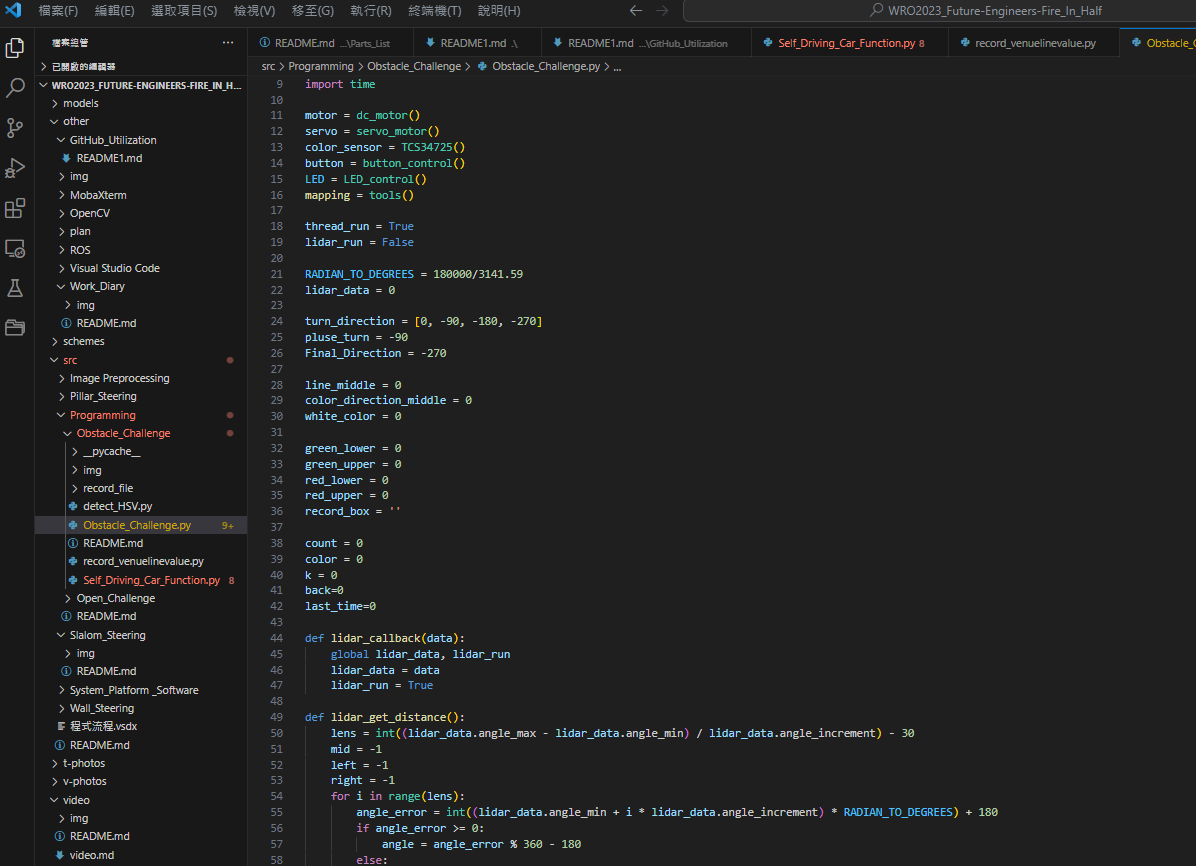 檔案(F) 編輯(E) 選取項目(S) 檢視(V) 移至(G) 執行(R) 終端機(T) 說明(H) WRO2023_Future-Engineers-Fire_In_Half
檔案總管 ...
已開啟的編輯器
WRO2023_FUTURE-ENGINEERS-FIRE_IN_H...
models
other
GitHub_Utilization
README1.md
img
MobaXterm
OpenCV
plan
ROS
Visual Studio Code
Work_Diary
img
README.md
schemes
src
Image Preprocessing
Pillar_Steering
Programming
Obstacle_Challenge
__pycache__
img
record_file
detect_HSV.py
Obstacle_Challenge.py 9+
README.md
record_venuelinevalue.py
Self_Driving_Car_Function.py 8
Open_Challenge
README.md
Slalom_Steering
img
README.md
System_Platform _Software
Wall_Steering
程式流程.vsdx
README.md
t-photos
v-photos
video
img
README.md
video.md
README.md ...\Parts_List README1.md .\ README1.md ...\GitHub_Utilization Self_Driving_Car_Function.py 8 record_venuelinevalue.py Obstacle_C
src > Programming > Obstacle_Challenge > Obstacle_Challenge.py > ...
9 import time
10
11 motor = dc_motor()
12 servo = servo_motor()
13 color_sensor = TCS34725()
14 button = button_control()
15 LED = LED_control()
16 mapping = tools()
17
18 thread_run = True
19 lidar_run = False
20
21 RADIAN_TO_DEGREES = 180000/3141.59
22 lidar_data = 0
23
24 turn_direction = [0, -90, -180, -270]
25 pluse_turn = -90
26 Final_Direction = -270
27
28 line_middle = 0
29 color_direction_middle = 0
30 white_color = 0
31
32 green_lower = 0
33 green_upper = 0
34 red_lower = 0
35 red_upper = 0
36 record_box = ''
37
38 count = 0
39 color = 0
40 k = 0
41 back=0
42 last_time=0
43
44 def lidar_callback(data):
45 global lidar_data, lidar_run
46 lidar_data = data
47 lidar_run = True
48
49 def lidar_get_distance():
50 lens = int((lidar_data.angle_max - lidar_data.angle_min) / lidar_data.angle_increment) - 30
51 mid = -1
52 left = -1
53 right = -1
54 for i in range(lens):
55 angle_error = int((lidar_data.angle_min + i * lidar_data.angle_increment) * RADIAN_TO_DEGREES) + 180
56 if angle_error >= 0:
57 angle = angle_error % 360 - 180
58 else: